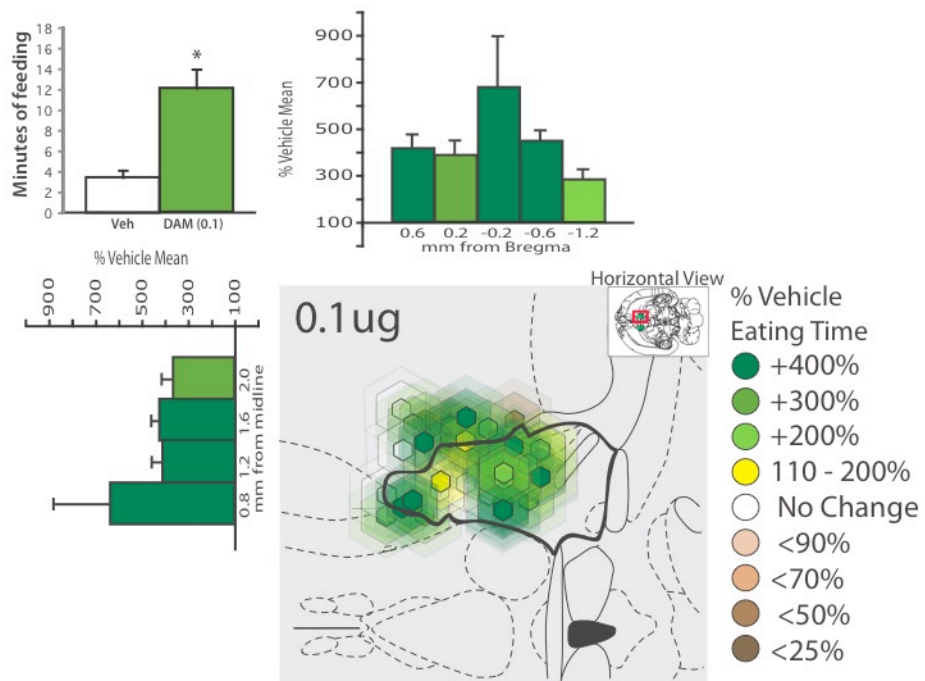 18
16
14
12
10
8
6
4
2
0
Minutes of feeding
*
Veh
DAM (0.1)
900
700
500
300
100
% Vehicle Mean
0.6 0.2 -0.2 -0.6 -1.2
mm from Bregma
% Vehicle Mean
900 700 500 300 100
2.0
1.6
1.2
0.8
mm from midline
0.1ug
Horizontal View
% Vehicle
Eating Time
+400%
+300%
+200%
110 - 200%
No Change
<90%
<70%
<50%
<25%